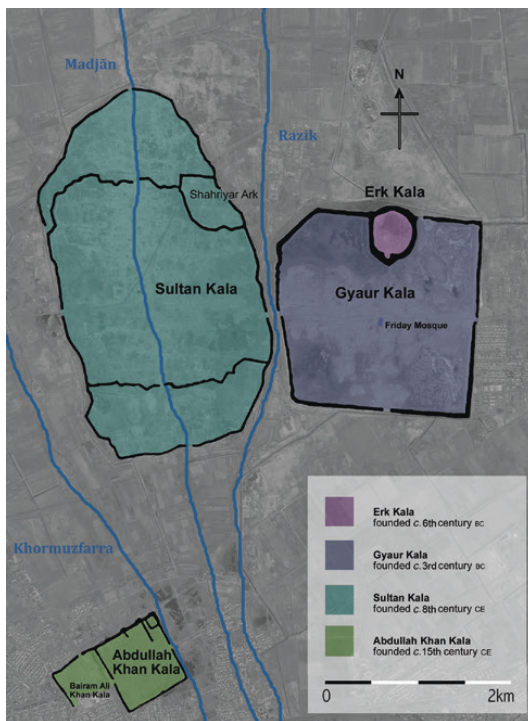 Madjān
Razik
N
Shahriyar Ark
Erk Kala
Sultan Kala
Gyaur Kala
Friday Mosque
Khormuzfarra
Abdullah
Khan Kala
Bairam Ali
Khan Kala
Erk Kala
founded c. 6th century BC
Gyaur Kala
founded c. 3rd century BC
Sultan Kala
founded c. 8th century CE
Abdullah Khan Kala
founded c. 15th century CE
0 2km